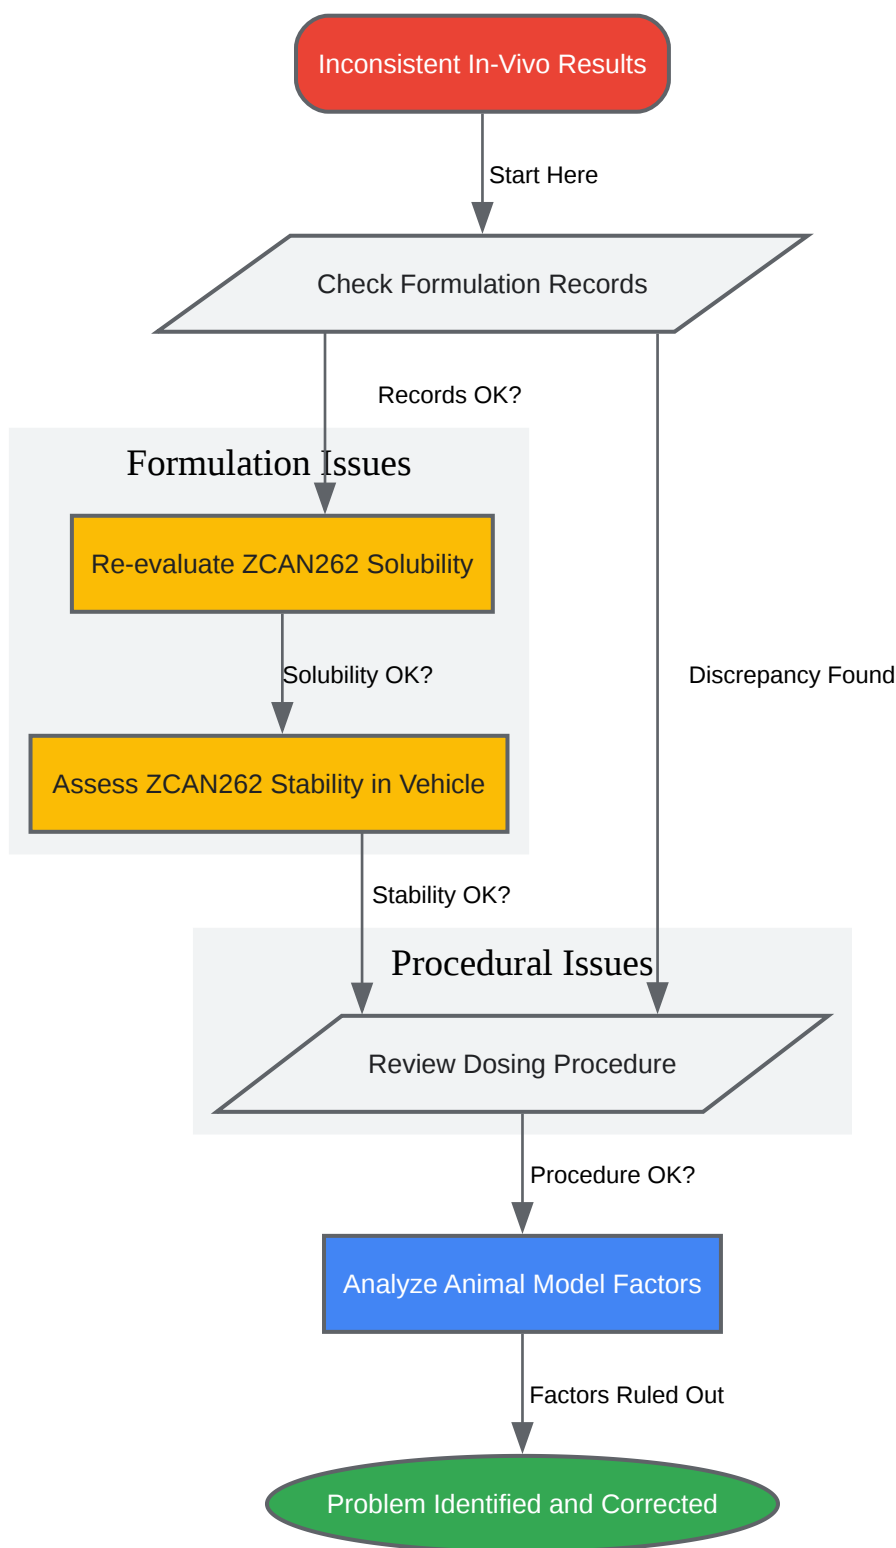 Inconsistent In-Vivo Results
Start Here
Check Formulation Records
Records OK?
Formulation Issues
Re-evaluate ZCAN262 Solubility
Solubility OK?
Discrepancy Found
Assess ZCAN262 Stability in Vehicle
Stability OK?
Procedural Issues
Review Dosing Procedure
Procedure OK?
Analyze Animal Model Factors
Factors Ruled Out
Problem Identified and Corrected